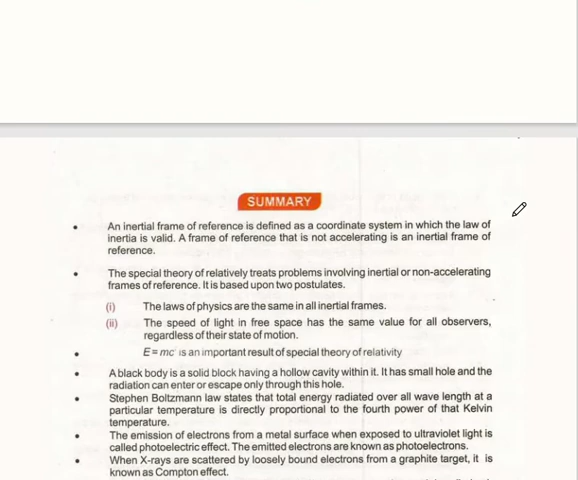 SUMMARY
• An inertial frame of reference is defined as a coordinate system in which the law of
inertia is valid. A frame of reference that is not accelerating is an inertial frame of
reference.
• The special theory of relatively treats problems involving inertial or non-accelerating
frames of reference. It is based upon two postulates.
(i) The laws of physics are the same in all inertial frames.
(ii) The speed of light in free space has the same value for all observers,
regardless of their state of motion.
• E = mc is an important result of special theory of relativity
• A black body is a solid block having a hollow cavity within it. It has small hole and the
radiation can enter or escape only through this hole.
• Stephen Boltzmann law states that total energy radiated over all wave length at a
particular temperature is directly proportional to the fourth power of that Kelvin
temperature.
• The emission of electrons from a metal surface when exposed to ultraviolet light is
called photoelectric effect. The emitted electrons are known as photoelectrons.
• When X-rays are scattered by loosely bound electrons from a graphite target, it is
known as Compton effect.